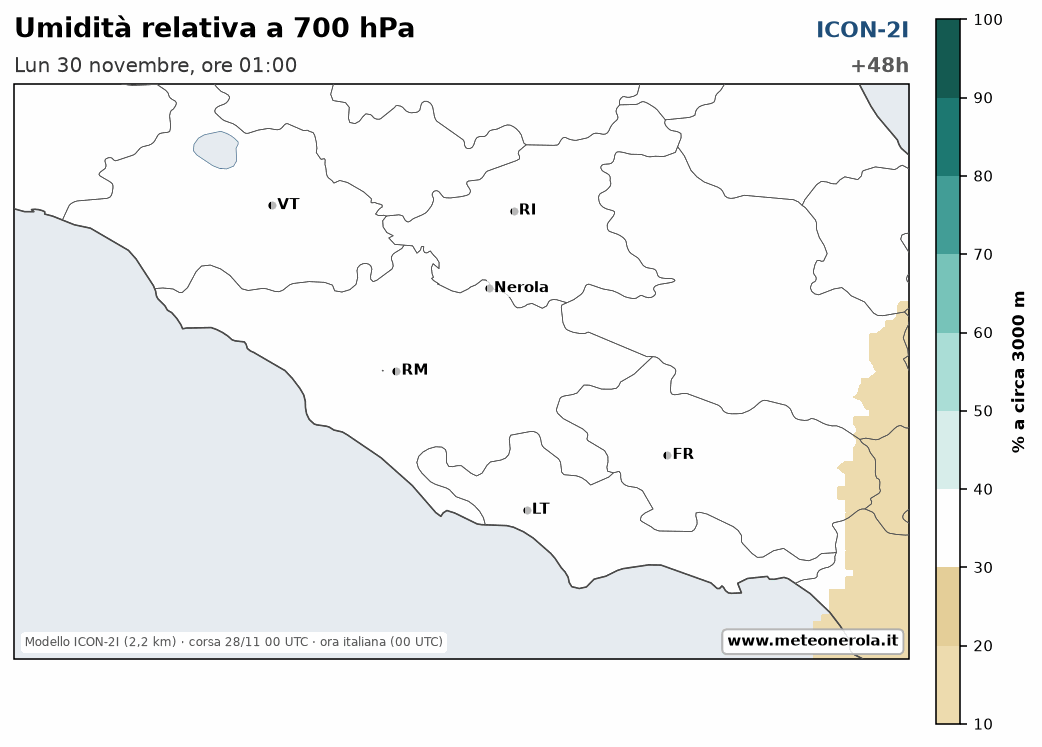 Umidità relativa a 700 hPa
ICON-2I
Lun 30 novembre, ore 01:00
+48h
100
90
80
70
60
50
40
30
20
10
% a circa 3000 m
VT
RI
Nerola
RM
FR
LT
Modello ICON-2I (2,2 km) · corsa 28/11 00 UTC · ora italiana (00 UTC)
www.meteonerola.it